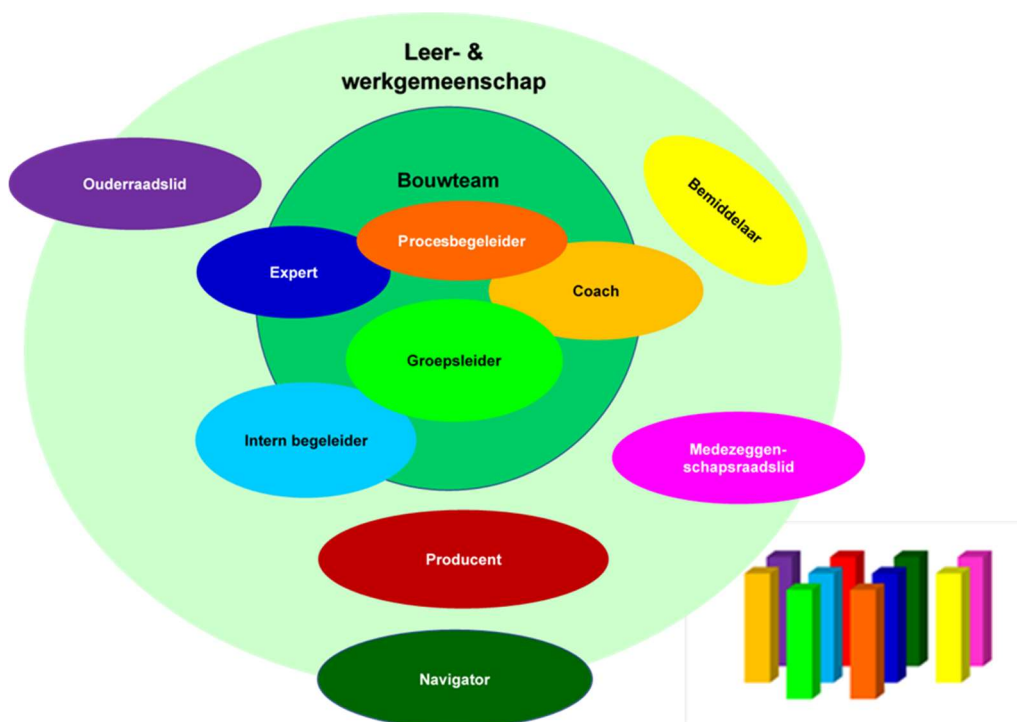 Leer- &
werkgemeenschap
Ouderraadslid
Bouwteam
Bemiddelaar
Procesbegeleider
Expert
Coach
Groepsleider
Intern begeleider
Medezeggen-
schapsraadslid
Producent
Navigator